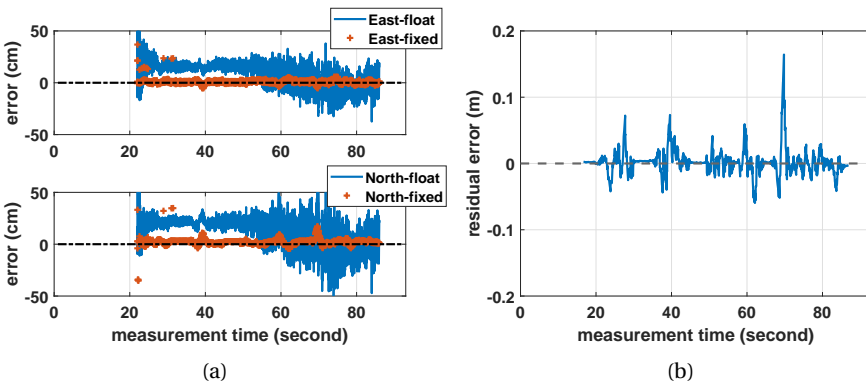 50
0
-50
error (cm)
0
20
40
60
80
East-float
East-fixed
50
0
-50
error (cm)
0
20
40
60
80
measurement time (second)
North-float
North-fixed
(a)
0.2
0.1
0
-0.1
-0.2
residual error (m)
0
20
40
60
80
measurement time (second)
(b)